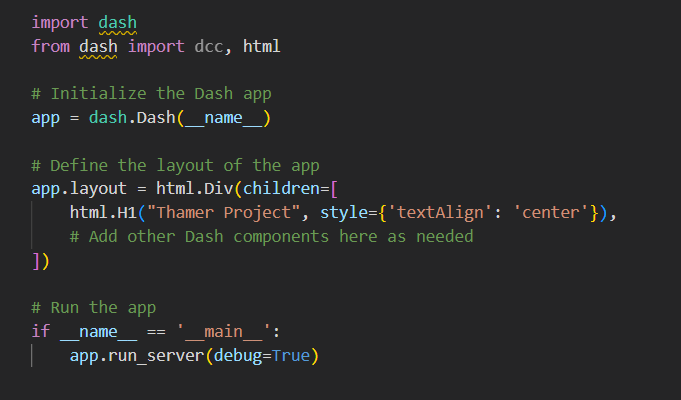 import dash
from dash import dcc, html

# Initialize the Dash app
app = dash.Dash(__name__)

# Define the layout of the app
app.layout = html.Div(children=[
    html.H1("Thamer Project", style={'textAlign': 'center'}),
    # Add other Dash components here as needed
])

# Run the app
if __name__ == '__main__':
    app.run_server(debug=True)